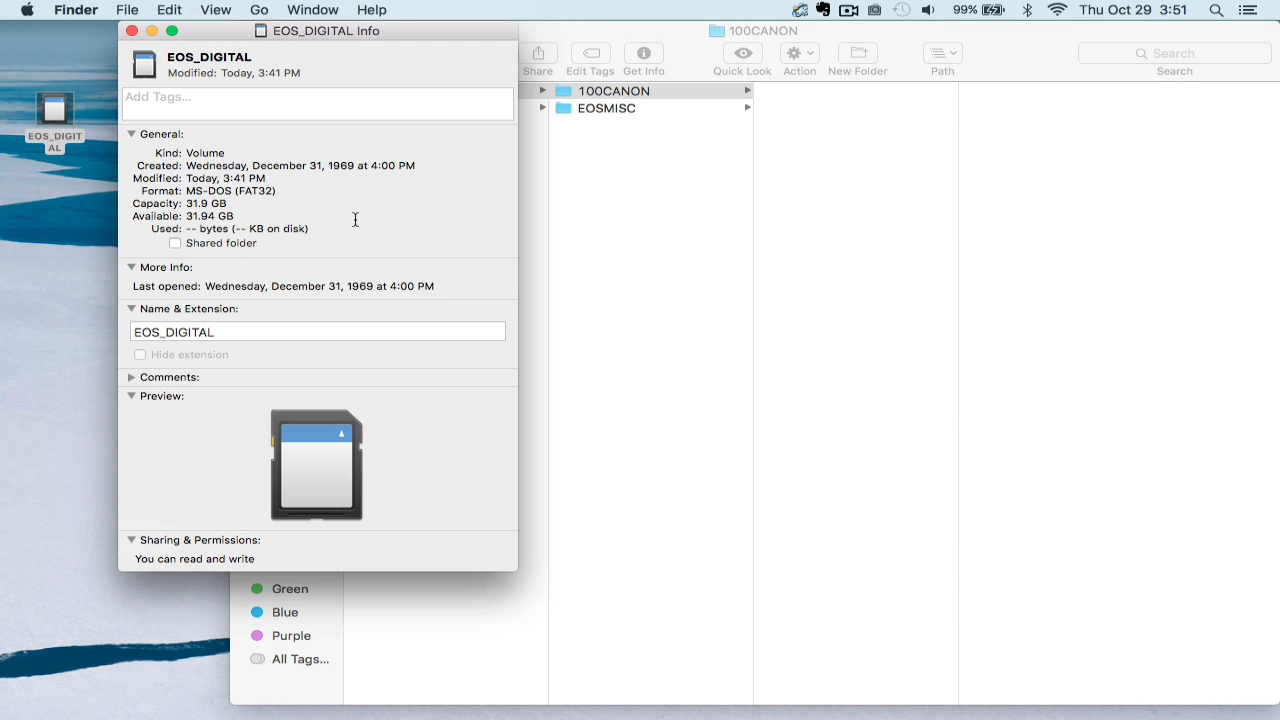 Finder File Edit View Go Window Help 99% Thu Oct 29 3:51
EOS_DIGITAL Info
100CANON
EOS_DIGITAL
Modified: Today, 3:41 PM
Add Tags...
General:
Kind: Volume
Created: Wednesday, December 31, 1969 at 4:00 PM
Modified: Today, 3:41 PM
Format: MS-DOS (FAT32)
Capacity: 31.9 GB
Available: 31.94 GB
Used: -- bytes (-- KB on disk)
Shared folder
More Info:
Last opened: Wednesday, December 31, 1969 at 4:00 PM
Name & Extension:
EOS_DIGITAL
Hide extension
Comments:
Preview:
Sharing & Permissions:
You can read and write
EOS_DIGIT
AL
Share Edit Tags Get Info Quick Look Action New Folder Path Search
Search
100CANON
EOSMISC
Green
Blue
Purple
All Tags...